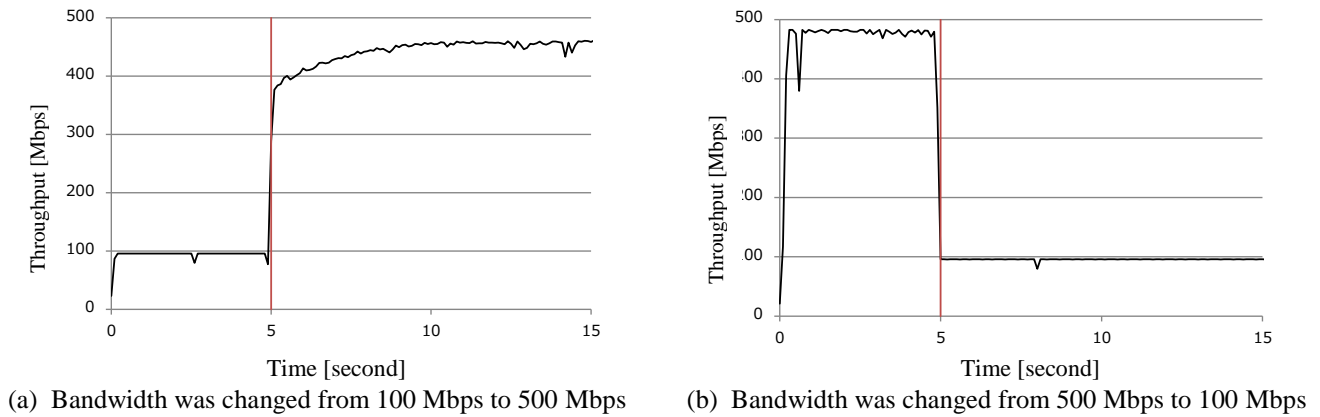 Throughput [Mbps]
500
400
300
200
100
0
0 5 10 15
Time [second]
(a) Bandwidth was changed from 100 Mbps to 500 Mbps
Throughput [Mbps]
500
0
0 5 10 15
Time [second]
(b) Bandwidth was changed from 500 Mbps to 100 Mbps